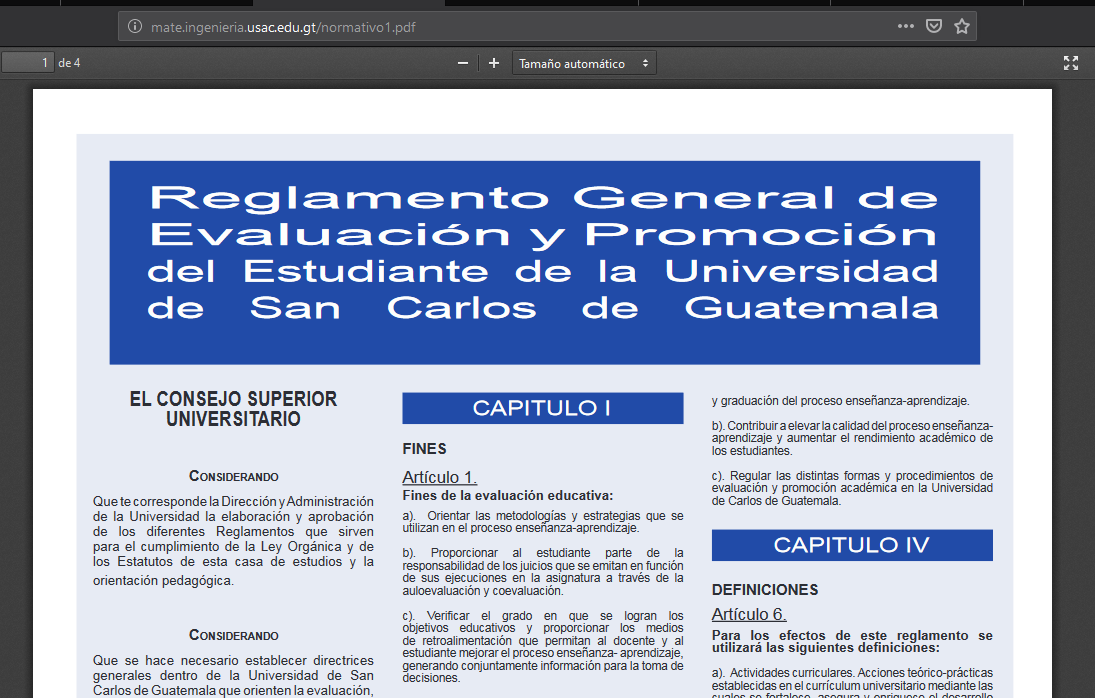 mate.ingenieria.usac.edu.gt/normativo1.pdf
1 de 4
Tamaño automático
Reglamento General de
Evaluación y Promoción
del Estudiante de la Universidad
de San Carlos de Guatemala
EL CONSEJO SUPERIOR
UNIVERSITARIO
CONSIDERANDO
Que te corresponde la Dirección y Administración
de la Universidad la elaboración y aprobación
de los diferentes Reglamentos que sirven
para el cumplimiento de la Ley Orgánica y de
los Estatutos de esta casa de estudios y la
orientación pedagógica.
CONSIDERANDO
Que se hace necesario establecer directrices
generales dentro de la Universidad de San
Carlos de Guatemala que orienten la evaluación,
CAPITULO I
FINES
Artículo 1.
Fines de la evaluación educativa:
a). Orientar las metodologías y estrategias que se
utilizan en el proceso enseñanza-aprendizaje.
b). Proporcionar al estudiante parte de la
responsabilidad de los juicios que se emitan en función
de sus ejecuciones en la asignatura a través de la
auloevaluación y coevaluación.
c). Verificar el grado en que se logran los
objetivos educativos y proporcionar los medios
de retroalimentación que permitan al docente y al
estudiante mejorar el proceso enseñanza- aprendizaje,
generando conjuntamente información para la toma de
decisiones.
y graduación del proceso enseñanza-aprendizaje.
b). Contribuir a elevar la calidad del proceso enseñanza-
aprendizaje y aumentar el rendimiento académico de
los estudiantes.
c). Regular las distintas formas y procedimientos de
evaluación y promoción académica en la Universidad
de Carlos de Guatemala.
CAPITULO IV
DEFINICIONES
Artículo 6.
Para los efectos de este reglamento se
utilizará las siguientes definiciones:
a). Actividades curriculares. Acciones teórico-prácticas
establecidas en el currículum universitario mediante las
cuales se fortalece, asegura y enriquece el desarrollo